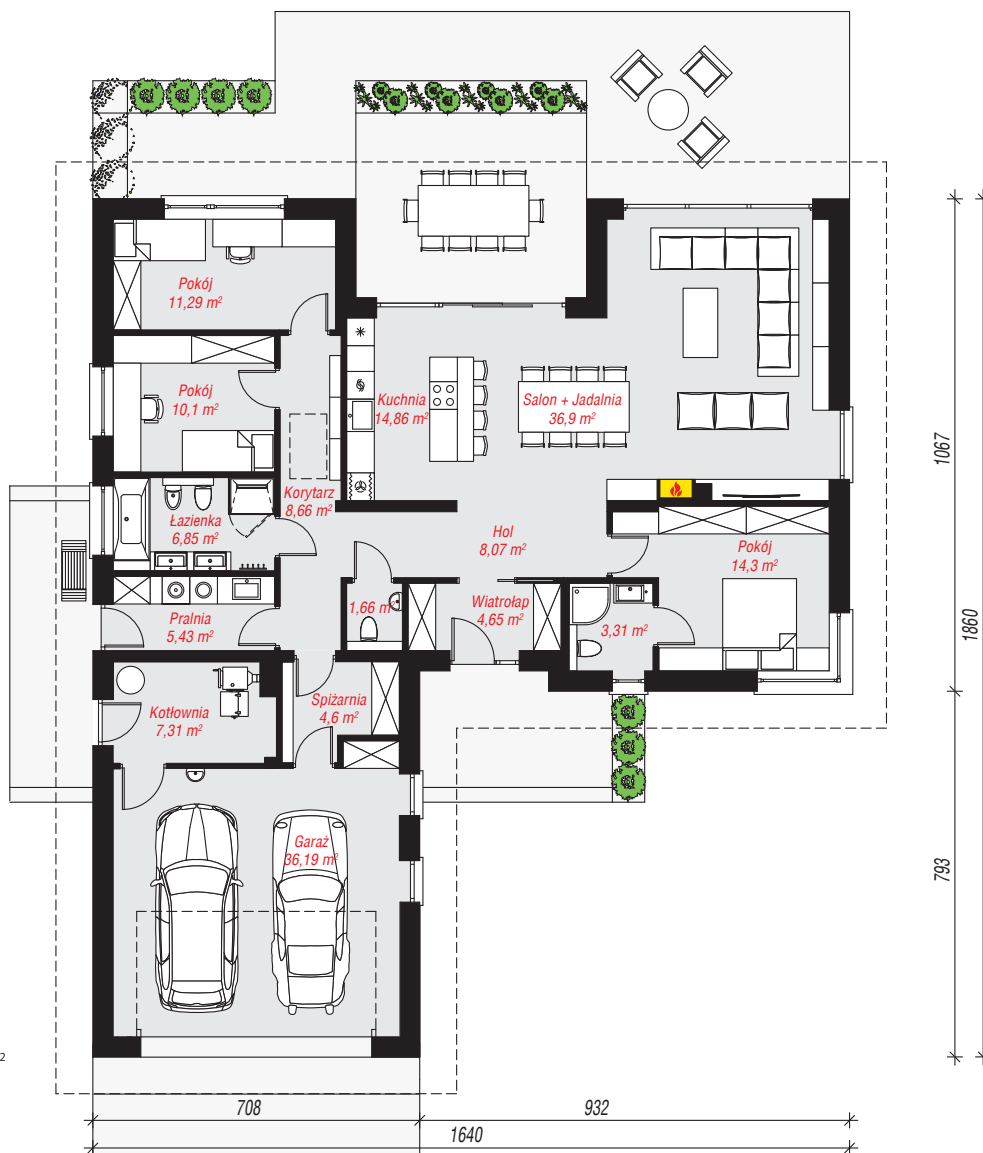 Pokój
11,29 m²
Pokój
10,1 m²
Kuchnia
14,86 m²
Salon + Jadalnia
36,9 m²
Korytarz
8,66 m²
Łazienka
6,85 m²
Hol
8,07 m²
Pokój
14,3 m²
Pralnia
5,43 m²
1,66 m²
Wiatrołap
4,65 m²
3,31 m²
Kotłownia
7,31 m²
Spiżarnia
4,6 m²
Garaż
36,19 m²
1067
1860
793
2
708
932
1640